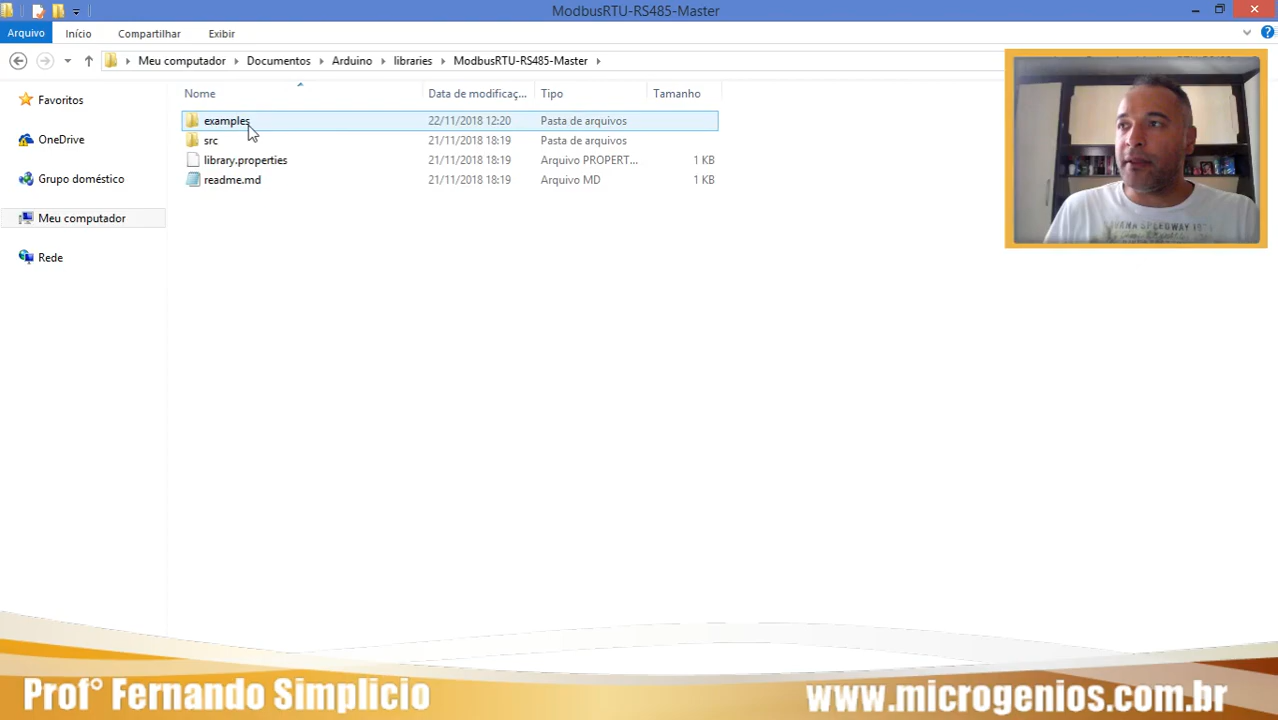 ModbusRTU-RS485-Master
Arquivo Início Compartilhar Exibir
Meu computador Documentos Arduino libraries ModbusRTU-RS485-Master
Nome Data de modificaç... Tipo Tamanho
Favoritos
OneDrive
Grupo doméstico
Meu computador
Rede
examples 22/11/2018 12:20 Pasta de arquivos
src 21/11/2018 18:19 Pasta de arquivos
library.properties 21/11/2018 18:19 Arquivo PROPERT... 1 KB
readme.md 21/11/2018 18:19 Arquivo MD 1 KB
Prof° Fernando Simplicio
www.microgenios.com.br